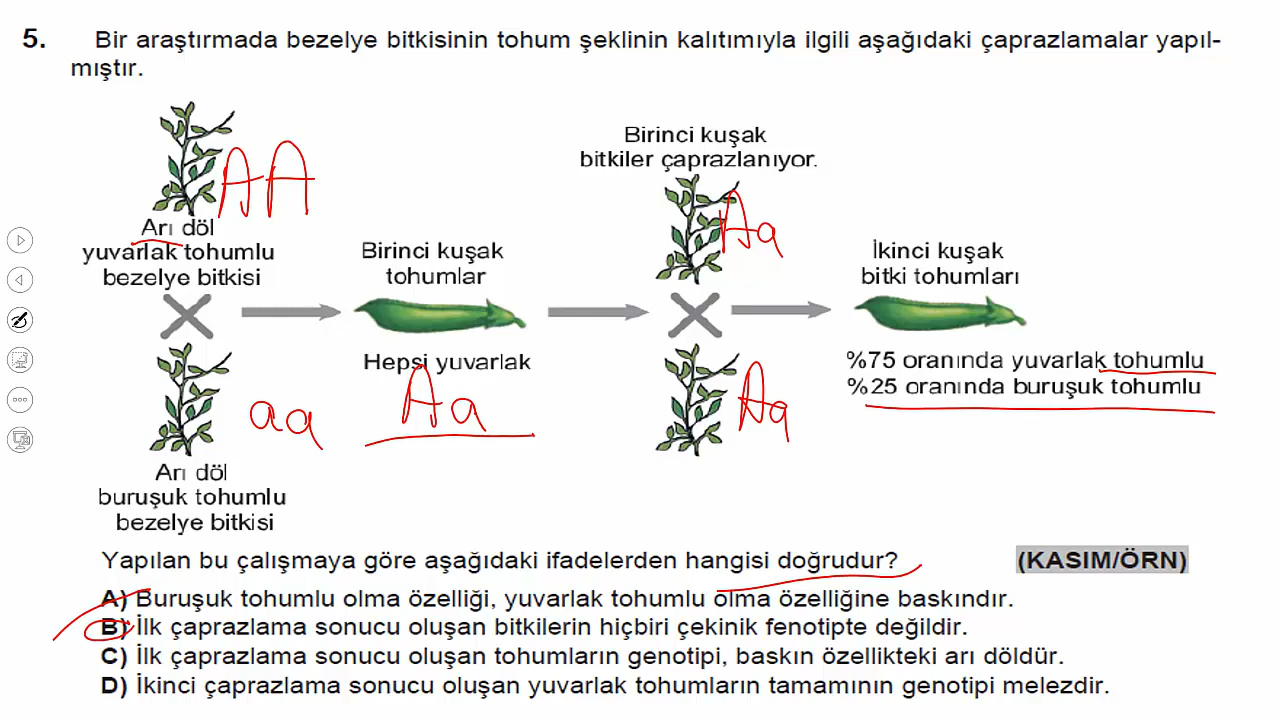 5. Bir araştırmada bezelye bitkisinin tohum şeklinin kalıtımıyla ilgili aşağıdaki çaprazlamalar yapıl-
mıştır.
AA
Arı döl
yuvarlak tohumlu
bezelye bitkisi
aa
Arı döl
buruşuk tohumlu
bezelye bitkisi
Birinci kuşak
tohumlar
Hepsi yuvarlak
Aa
Birinci kuşak
bitkiler çaprazlanıyor.
Aa
Aa
İkinci kuşak
bitki tohumları
%75 oranında yuvarlak tohumlu
%25 oranında buruşuk tohumlu
Yapılan bu çalışmaya göre aşağıdaki ifadelerden hangisi doğrudur? (KASIM/ÖRN)
A) Buruşuk tohumlu olma özelliği, yuvarlak tohumlu olma özelliğine baskındır.
B) İlk çaprazlama sonucu oluşan bitkilerin hiçbiri çekinik fenotipte değildir.
C) İlk çaprazlama sonucu oluşan tohumların genotipi, baskın özellikteki arı döldür.
D) İkinci çaprazlama sonucu oluşan yuvarlak tohumların tamamının genotipi melezdir.